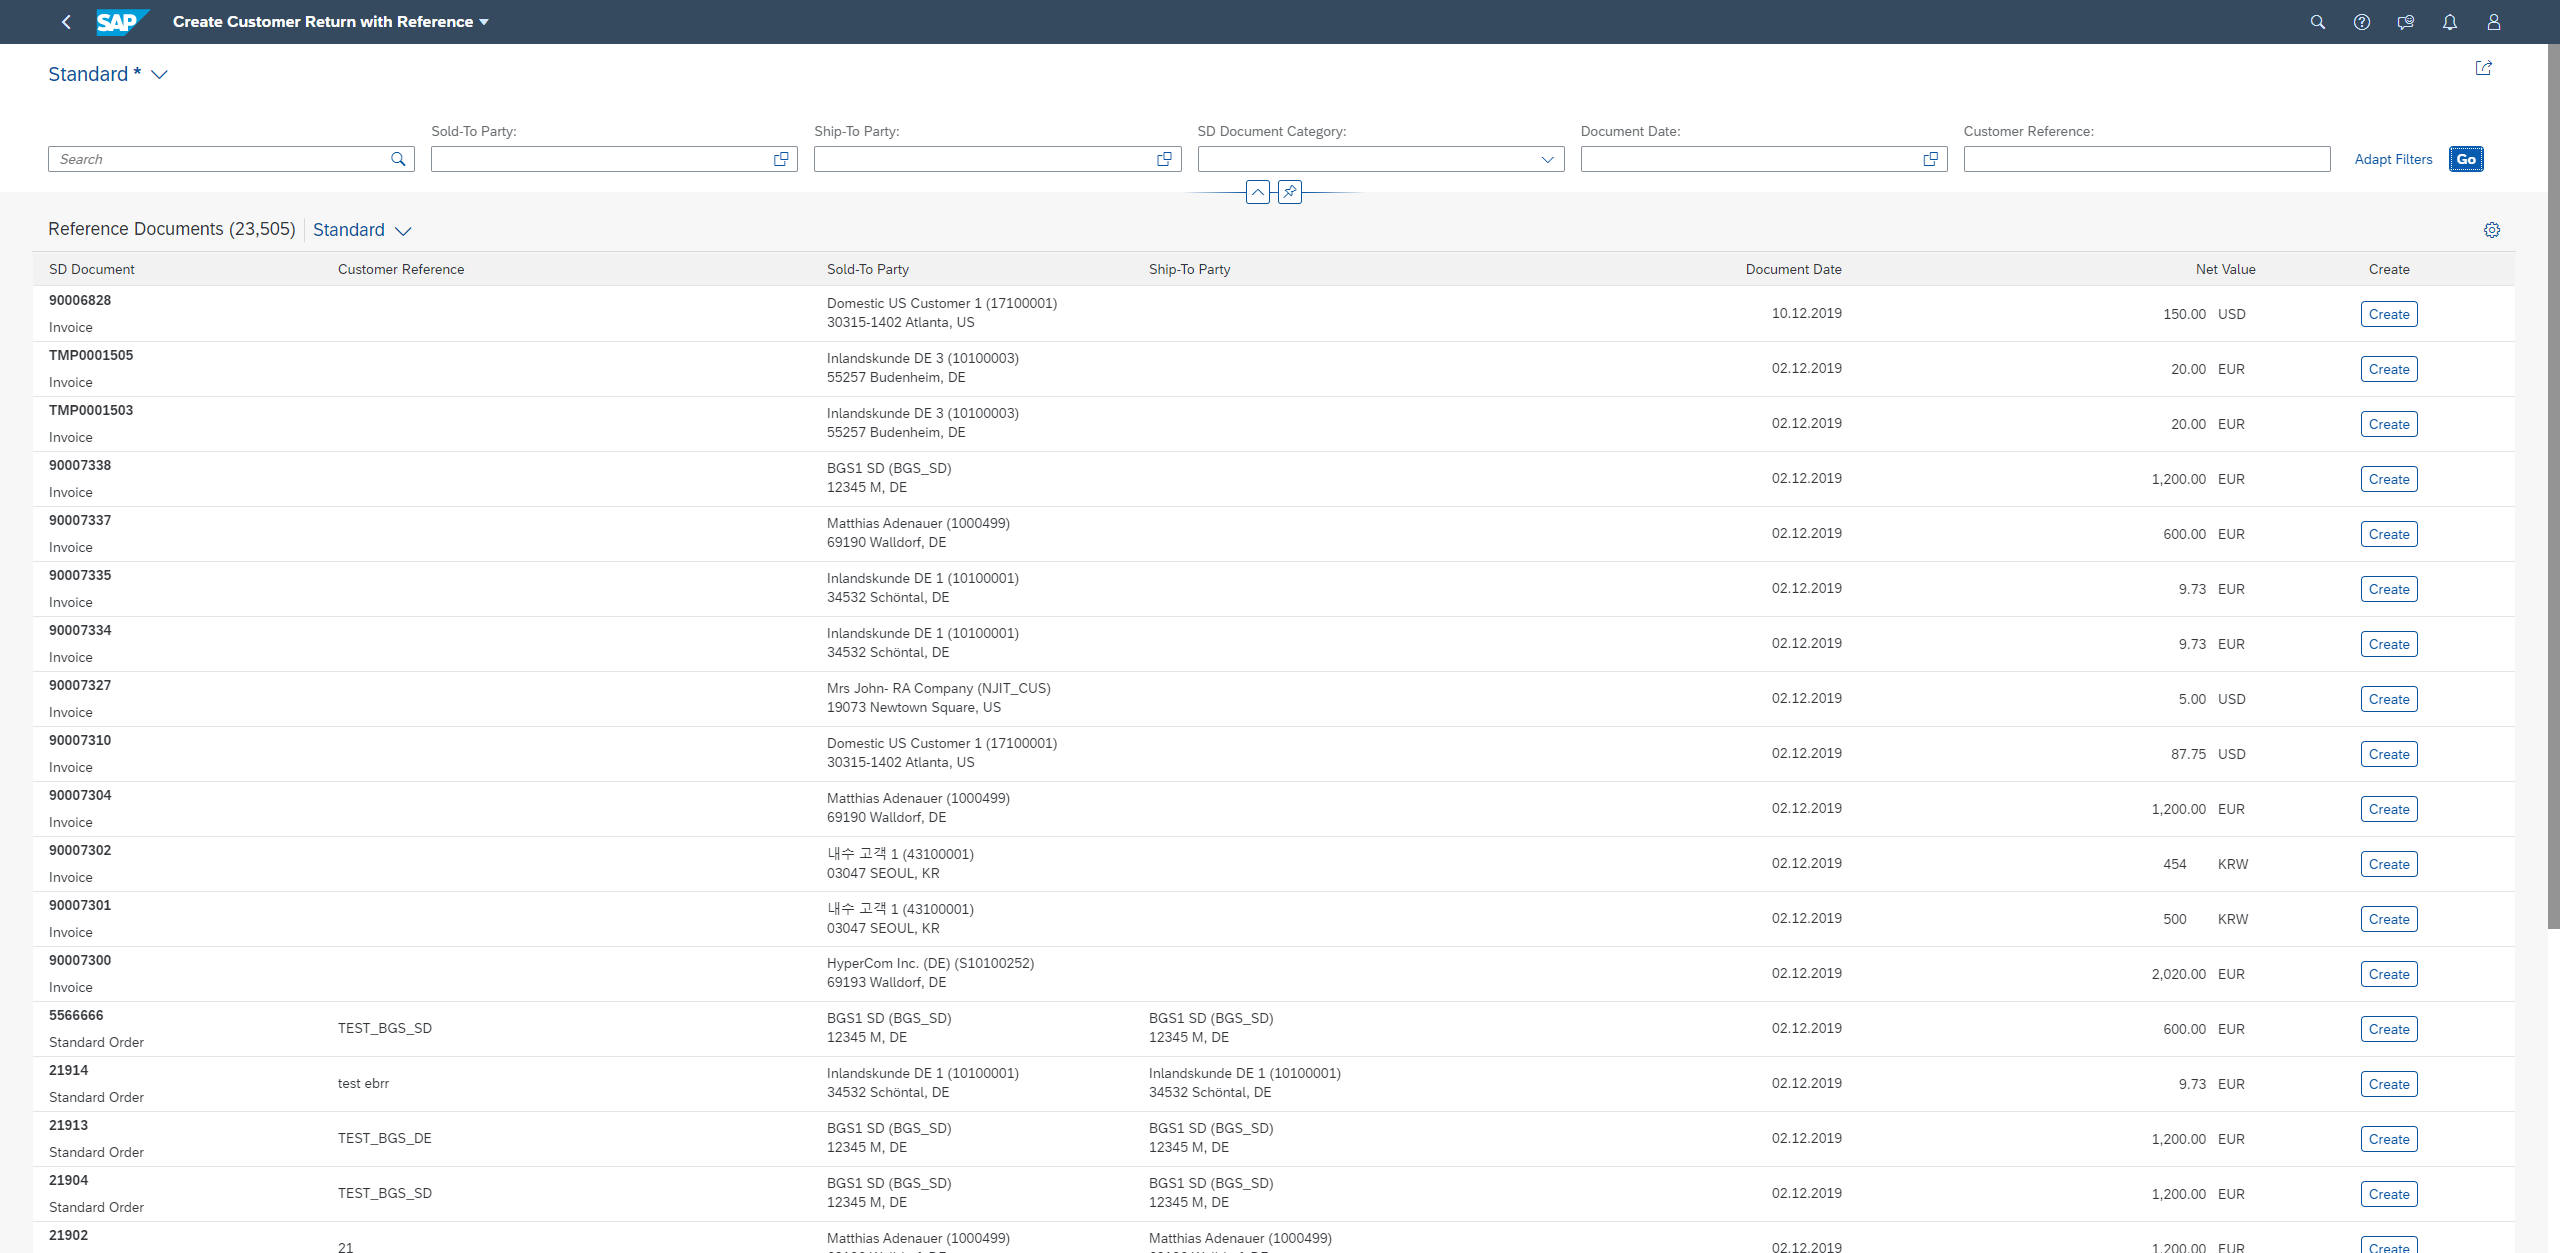 SAP Create Customer Return with Reference
Standard *
Sold-To Party: Ship-To Party: SD Document Category: Document Date: Customer Reference:
Search Adapt Filters Go
Reference Documents (23,505) Standard
SD Document Customer Reference Sold-To Party Ship-To Party Document Date Net Value Create
90006828
Invoice
Domestic US Customer 1 (17100001)
30315-1402 Atlanta, US
10.12.2019 150.00 USD Create
TMP0001505
Invoice
Inlandskunde DE 3 (10100003)
55257 Budenheim, DE
02.12.2019 20.00 EUR Create
TMP0001503
Invoice
Inlandskunde DE 3 (10100003)
55257 Budenheim, DE
02.12.2019 20.00 EUR Create
90007338
Invoice
BGS1 SD (BGS_SD)
12345 M, DE
02.12.2019 1,200.00 EUR Create
90007337
Invoice
Matthias Adenauer (1000499)
69190 Walldorf, DE
02.12.2019 600.00 EUR Create
90007335
Invoice
Inlandskunde DE 1 (10100001)
34532 Schöntal, DE
02.12.2019 9.73 EUR Create
90007334
Invoice
Inlandskunde DE 1 (10100001)
34532 Schöntal, DE
02.12.2019 9.73 EUR Create
90007327
Invoice
Mrs John- RA Company (NJIT_CUS)
19073 Newtown Square, US
02.12.2019 5.00 USD Create
90007310
Invoice
Domestic US Customer 1 (17100001)
30315-1402 Atlanta, US
02.12.2019 87.75 USD Create
90007304
Invoice
Matthias Adenauer (1000499)
69190 Walldorf, DE
02.12.2019 1,200.00 EUR Create
90007302
Invoice
내수 고객 1 (43100001)
03047 SEOUL, KR
02.12.2019 454 KRW Create
90007301
Invoice
내수 고객 1 (43100001)
03047 SEOUL, KR
02.12.2019 500 KRW Create
90007300
Invoice
HyperCom Inc. (DE) (S10100252)
69193 Walldorf, DE
02.12.2019 2,020.00 EUR Create
5566666
Standard Order
TEST_BGS_SD
BGS1 SD (BGS_SD)
12345 M, DE
BGS1 SD (BGS_SD)
12345 M, DE
02.12.2019 600.00 EUR Create
21914
Standard Order
test ebrr
Inlandskunde DE 1 (10100001)
34532 Schöntal, DE
Inlandskunde DE 1 (10100001)
34532 Schöntal, DE
02.12.2019 9.73 EUR Create
21913
Standard Order
TEST_BGS_DE
BGS1 SD (BGS_SD)
12345 M, DE
BGS1 SD (BGS_SD)
12345 M, DE
02.12.2019 1,200.00 EUR Create
21904
Standard Order
TEST_BGS_SD
BGS1 SD (BGS_SD)
12345 M, DE
BGS1 SD (BGS_SD)
12345 M, DE
02.12.2019 1,200.00 EUR Create
21902
21
Matthias Adenauer (1000499)
Matthias Adenauer (1000499)
02.12.2019 1,200.00 EUR Create